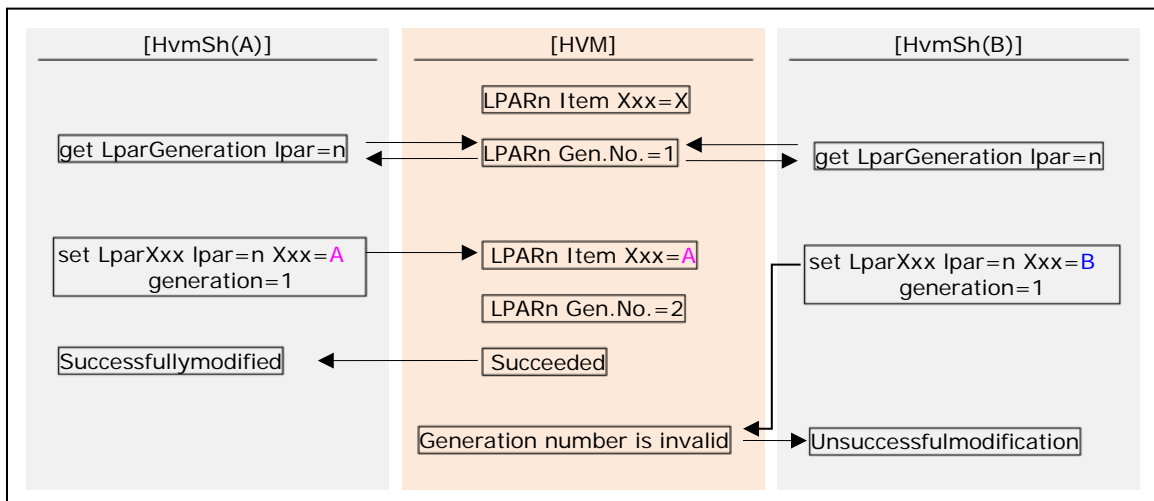 [HvmSh(A)] [HVM] [HvmSh(B)]
LPARn Item Xxx=X
get LparGeneration lpar=n LPARn Gen.No.=1 get LparGeneration lpar=n
set LparXxx lpar=n Xxx=A
generation=1
LPARn Item Xxx=A
set LparXxx lpar=n Xxx=B
generation=1
LPARn Gen.No.=2
Successfullymodified Succeeded
Generation number is invalid Unsuccessfulmodification